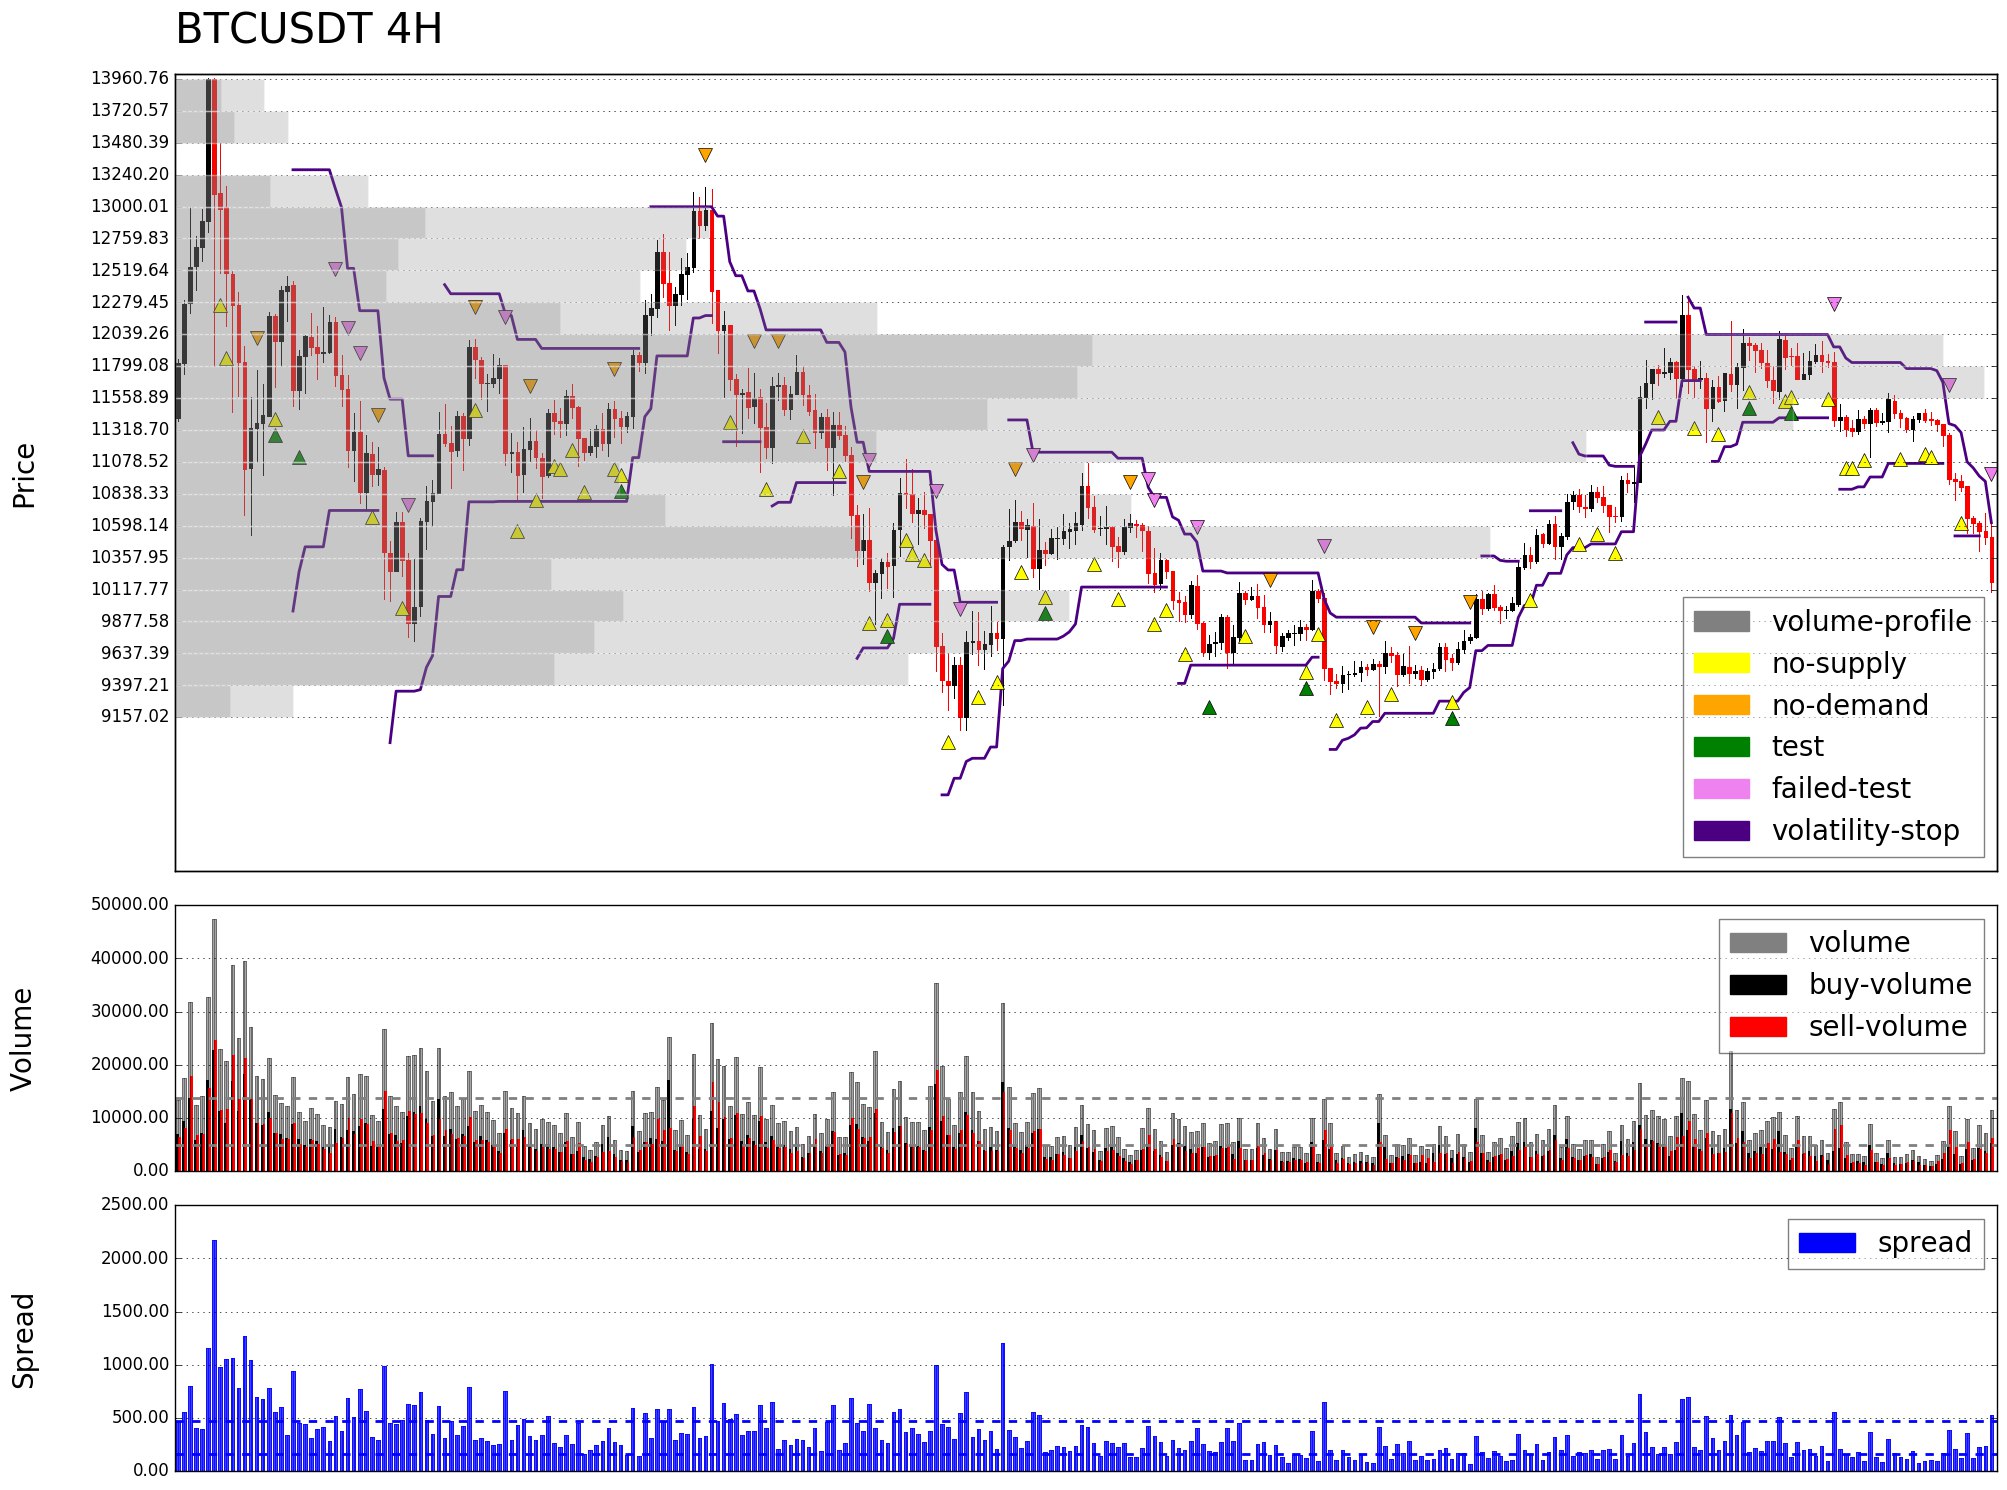 BTCUSDT 4H
Price
13960.76
13720.57
13480.39
13240.20
13000.01
12759.83
12519.64
12279.45
12039.26
11799.08
11558.89
11318.70
11078.52
10838.33
10598.14
10357.95
10117.77
9877.58
9637.39
9397.21
9157.02
volume-profile
no-supply
no-demand
test
failed-test
volatility-stop
Volume
50000.00
40000.00
30000.00
20000.00
10000.00
0.00
volume
buy-volume
sell-volume
Spread
2500.00
2000.00
1500.00
1000.00
500.00
0.00
spread